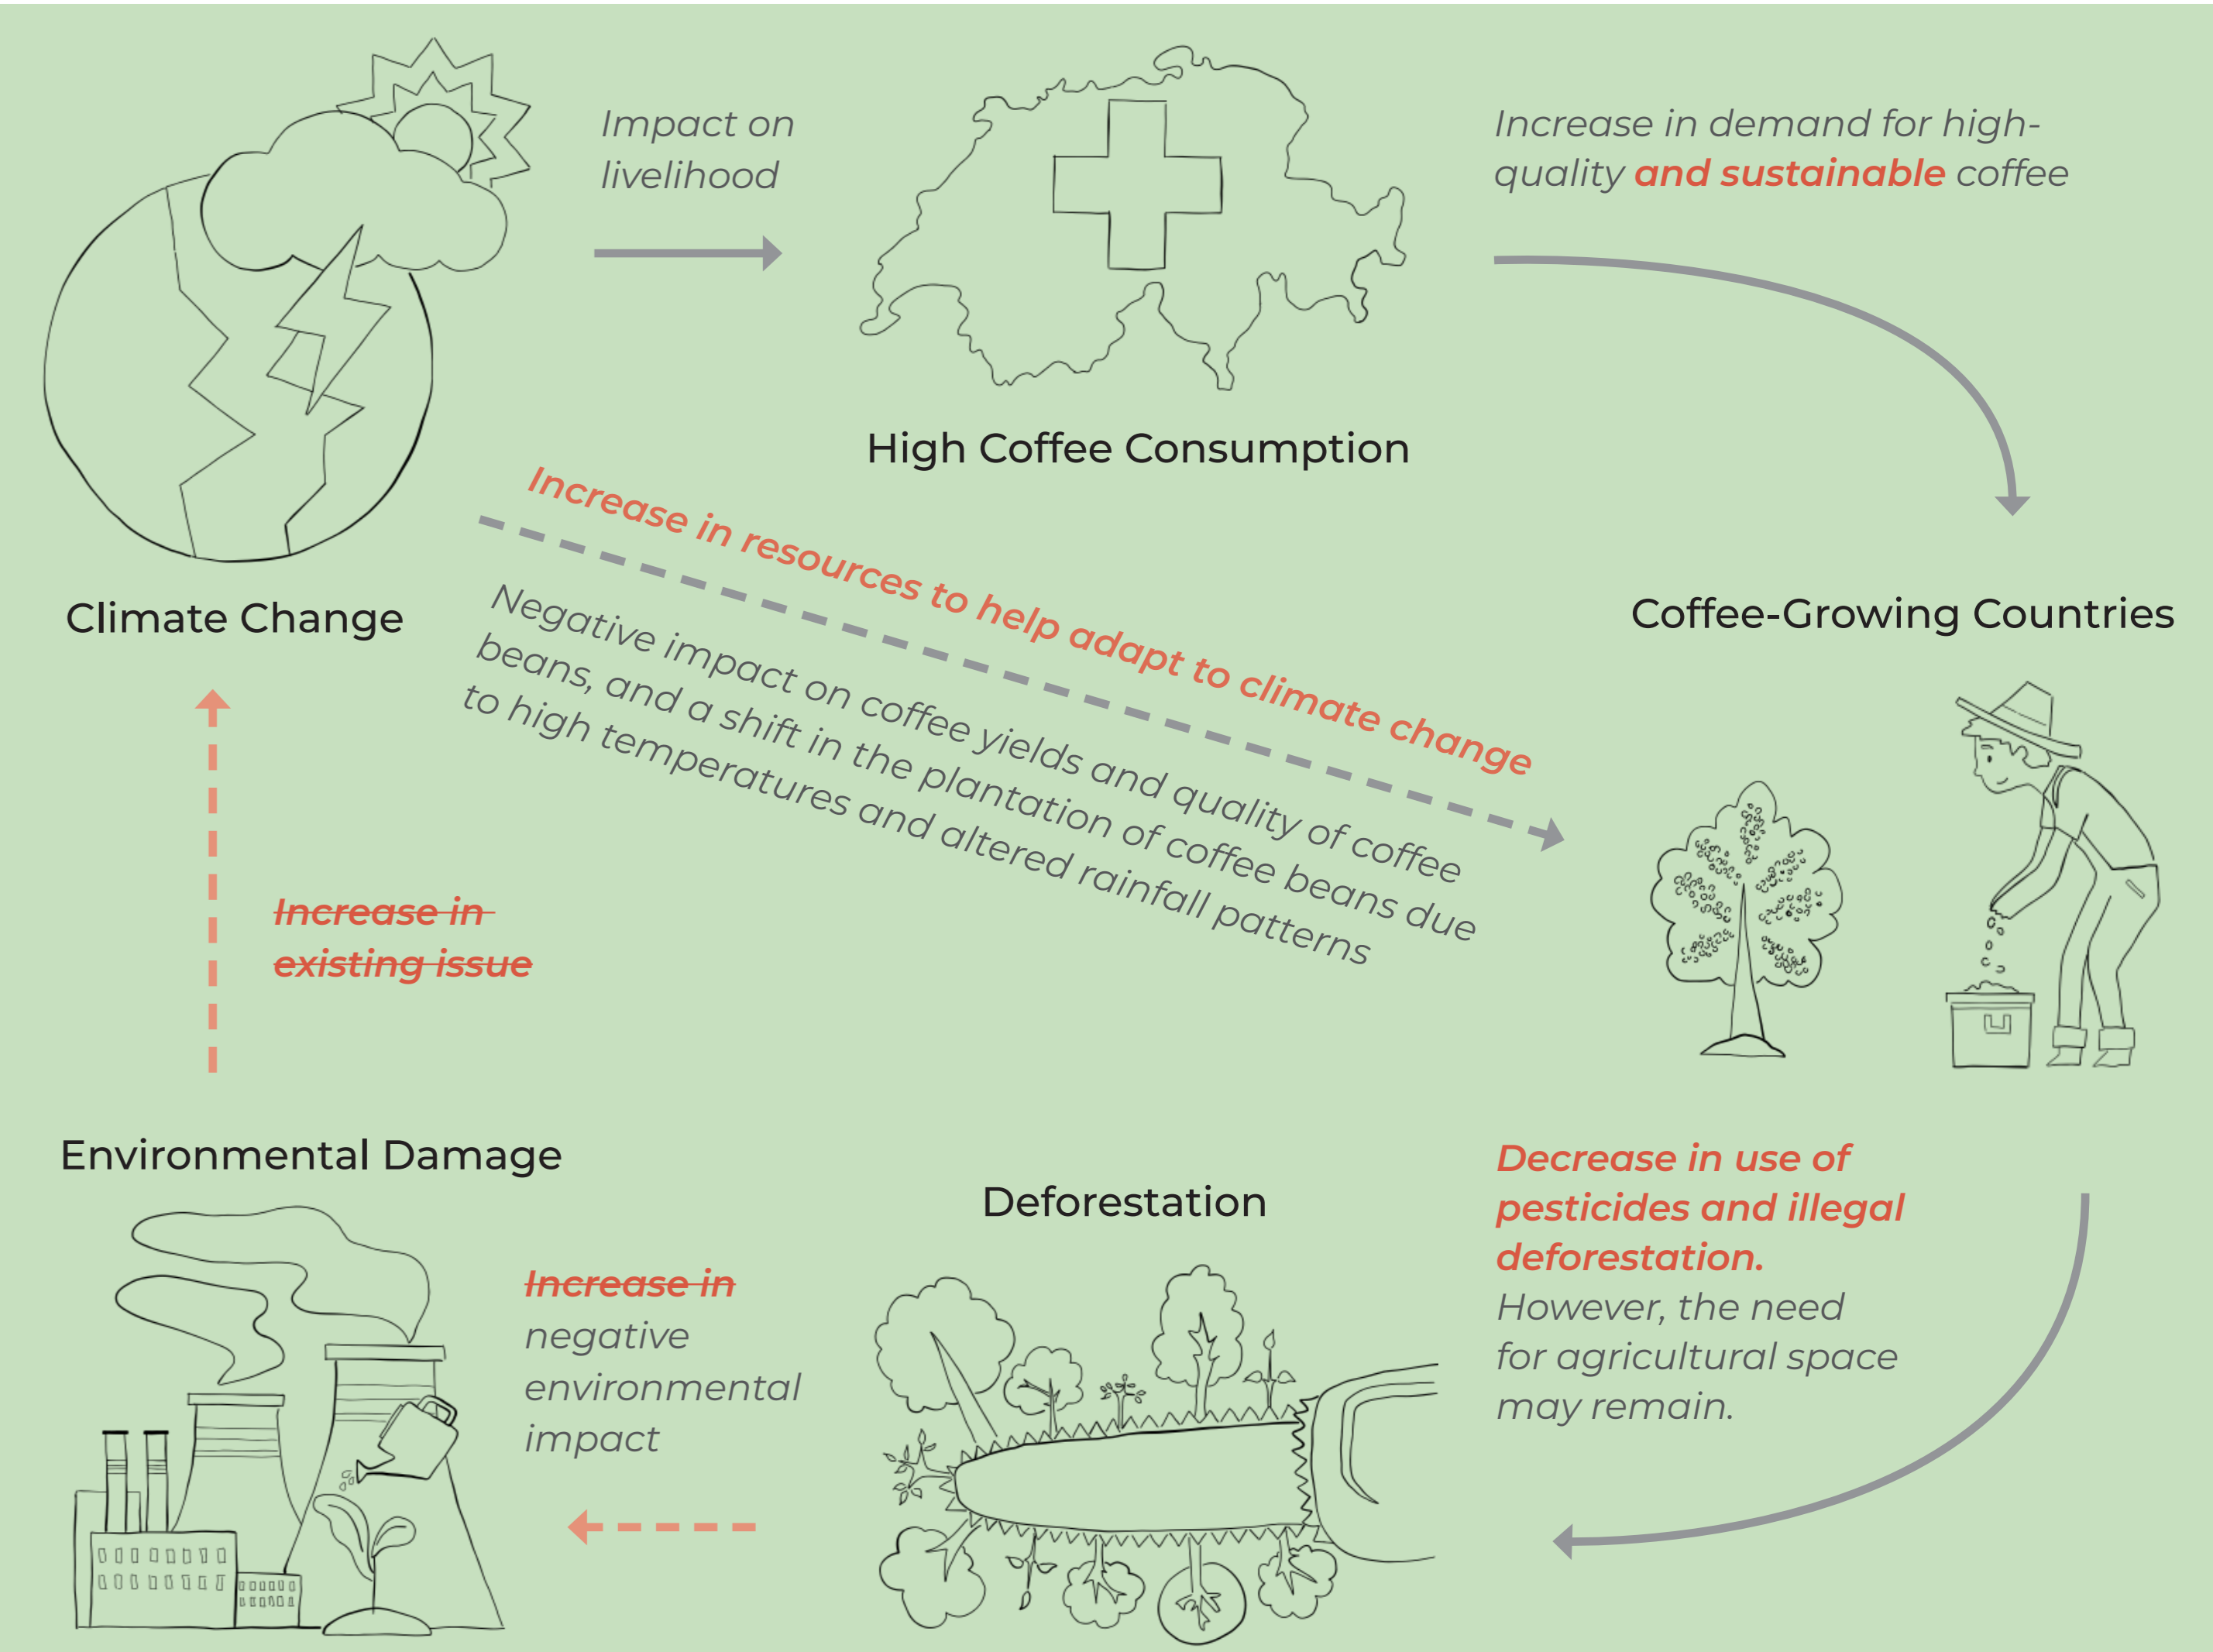 Impact on
livelihood
Increase in demand for high-
quality and sustainable coffee
High Coffee Consumption
Climate Change
Increase in resources to help adapt to climate change
Negative impact on coffee yields and quality of coffee
beans, and a shift in the plantation of coffee beans due
to high temperatures and altered rainfall patterns
Coffee-Growing Countries
Increase in
existing issue
Environmental Damage
Increase in
negative
environmental
impact
Deforestation
Decrease in use of
pesticides and illegal
deforestation.
However, the need
for agricultural space
may remain.